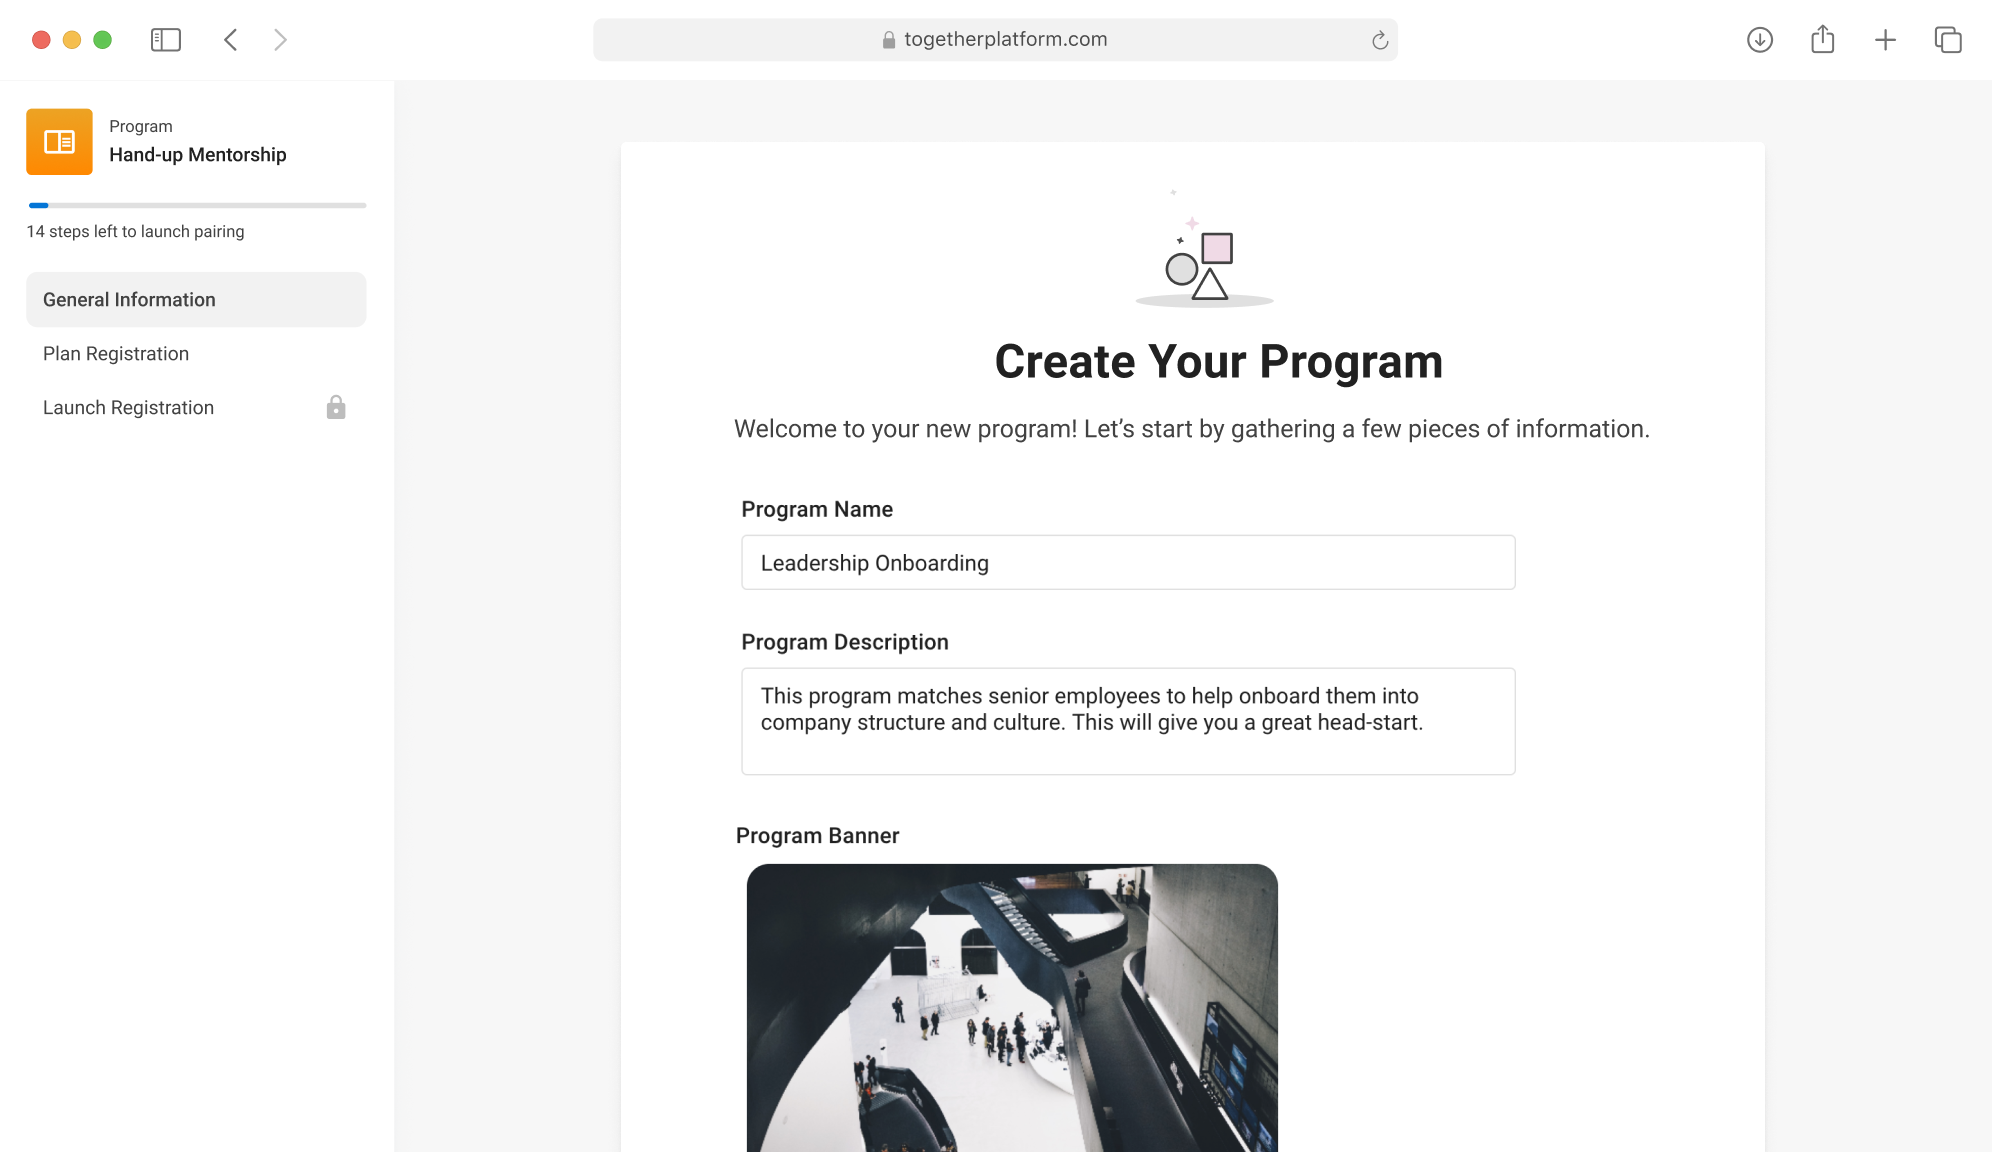 togetherplatform.com
Program
Hand-up Mentorship
14 steps left to launch pairing
General Information
Plan Registration
Launch Registration
Create Your Program
Welcome to your new program! Let’s start by gathering a few pieces of information.
Program Name
Leadership Onboarding
Program Description
This program matches senior employees to help onboard them into
company structure and culture. This will give you a great head-start.
Program Banner